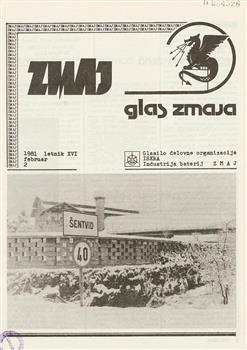 ZMAJ
glas zmaja
1981 letnik XVI
februar
2
Glasilo delovne organizacije
ISKRA
Industrija baterij ZMAJ
ŠENTVID
40